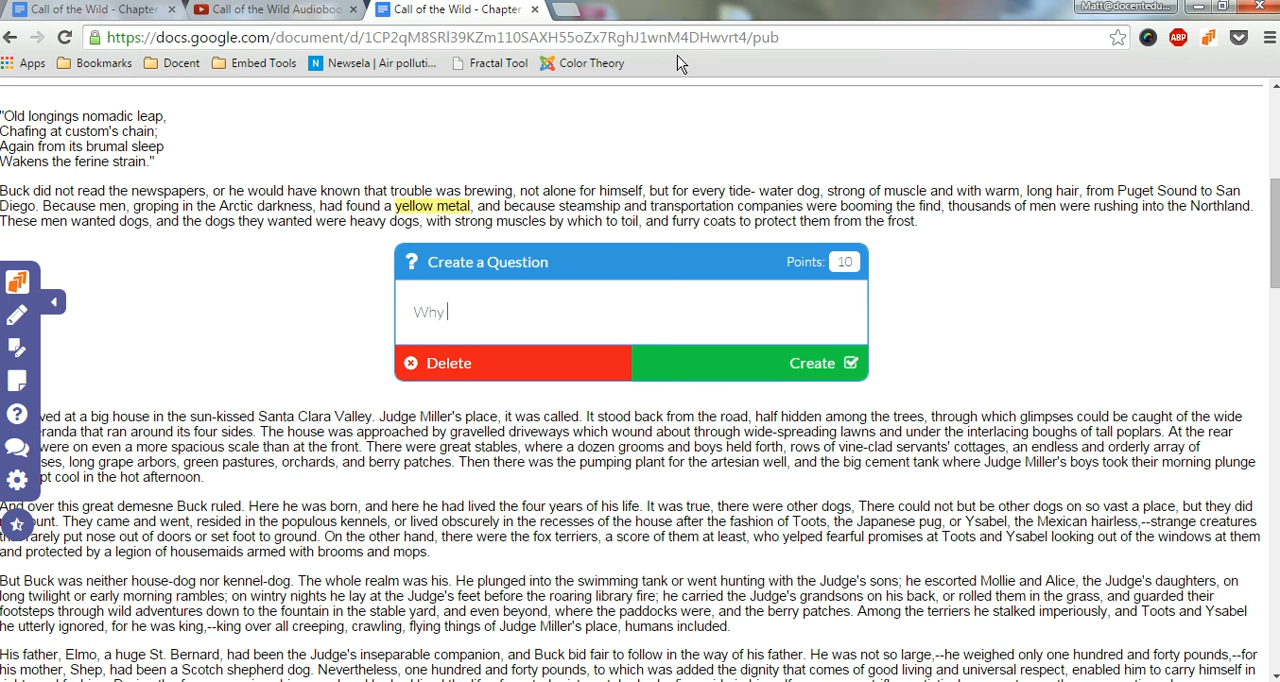 Call of the Wild - Chapter
Call of the Wild Audioboo
Call of the Wild - Chapter
Matt@docentedu...
https://docs.google.com/document/d/1CP2qM8SRl39KZm110SAXH55oZx7RghJ1wnM4DHwvrt4/pub
ABP
Apps Bookmarks Docent Embed Tools N Newsela | Air polluti... Fractal Tool Color Theory
"Old longings nomadic leap,
Chafing at custom's chain;
Again from its brumal sleep
Wakens the ferine strain."
Buck did not read the newspapers, or he would have known that trouble was brewing, not alone for himself, but for every tide- water dog, strong of muscle and with warm, long hair, from Puget Sound to San
Diego. Because men, groping in the Arctic darkness, had found a yellow metal, and because steamship and transportation companies were booming the find, thousands of men were rushing into the Northland.
These men wanted dogs, and the dogs they wanted were heavy dogs, with strong muscles by which to toil, and furry coats to protect them from the frost.
? Create a Question Points: 10
Why
Delete Create
ved at a big house in the sun-kissed Santa Clara Valley. Judge Miller's place, it was called. It stood back from the road, half hidden among the trees, through which glimpses could be caught of the wide
randa that ran around its four sides. The house was approached by gravelled driveways which wound about through wide-spreading lawns and under the interlacing boughs of tall poplars. At the rear
were on even a more spacious scale than at the front. There were great stables, where a dozen grooms and boys held forth, rows of vine-clad servants' cottages, an endless and orderly array of
ses, long grape arbors, green pastures, orchards, and berry patches. Then there was the pumping plant for the artesian well, and the big cement tank where Judge Miller's boys took their morning plunge
pt cool in the hot afternoon.
And over this great demesne Buck ruled. Here he was born, and here he had lived the four years of his life. It was true, there were other dogs, There could not but be other dogs on so vast a place, but they did
ount. They came and went, resided in the populous kennels, or lived obscurely in the recesses of the house after the fashion of Toots, the Japanese pug, or Ysabel, the Mexican hairless,--strange creatures
that rarely put nose out of doors or set foot to ground. On the other hand, there were the fox terriers, a score of them at least, who yelped fearful promises at Toots and Ysabel looking out of the windows at them
and protected by a legion of housemaids armed with brooms and mops.
But Buck was neither house-dog nor kennel-dog. The whole realm was his. He plunged into the swimming tank or went hunting with the Judge's sons; he escorted Mollie and Alice, the Judge's daughters, on
long twilight or early morning rambles; on wintry nights he lay at the Judge's feet before the roaring library fire; he carried the Judge's grandsons on his back, or rolled them in the grass, and guarded their
footsteps through wild adventures down to the fountain in the stable yard, and even beyond, where the paddocks were, and the berry patches. Among the terriers he stalked imperiously, and Toots and Ysabel
he utterly ignored, for he was king,--king over all creeping, crawling, flying things of Judge Miller's place, humans included.
His father, Elmo, a huge St. Bernard, had been the Judge's inseparable companion, and Buck bid fair to follow in the way of his father. He was not so large,--he weighed only one hundred and forty pounds,--for
his mother, Shep, had been a Scotch shepherd dog. Nevertheless, one hundred and forty pounds, to which was added the dignity that comes of good living and universal respect, enabled him to carry himself in